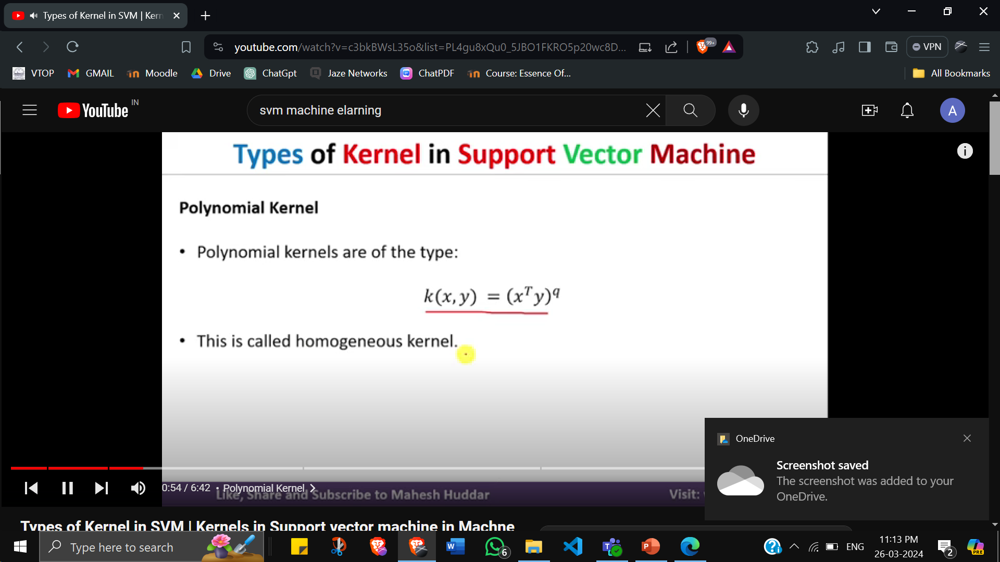 Types of Kernel in SVM | Kern
youtube.com/watch?v=c3bkBWsL35o&list=PL4gu8xQu0_5JBO1FKRO5p20wc8D...
99+
VPN
VTOP
GMAIL
Moodle
Drive
ChatGpt
Jaze Networks
ChatPDF
Course: Essence Of...
All Bookmarks
YouTube IN
svm machine elarning
A
Types of Kernel in Support Vector Machine
Polynomial Kernel
• Polynomial kernels are of the type:
k(x, y) = (x^T y)^q
• This is called homogeneous kernel.
OneDrive
Screenshot saved
The screenshot was added to your
OneDrive.
0:54 / 6:42 • Polynomial Kernel
Like, Share and Subscribe to Mahesh Huddar
Visit:
Types of Kernel in SVM | Kernels in Support vector machine in Machne
Type here to search
6
ENG
11:13 PM
26-03-2024
2
PRE